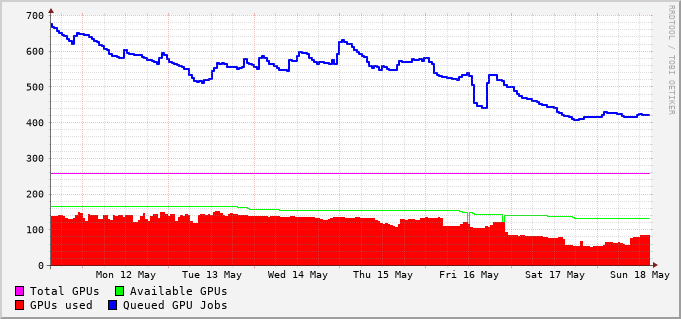 700
600
500
400
300
200
100
0
Mon 12 May Tue 13 May Wed 14 May Thu 15 May Fri 16 May Sat 17 May Sun 18 May
Total GPUs Available GPUs
GPUs used Queued GPU Jobs
RRDTOOL / TOBI OETIKER